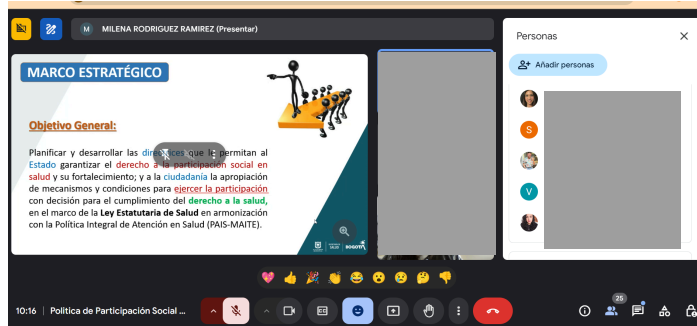 M MILENA RODRIGUEZ RAMIREZ (Presentar)
MARCO ESTRATÉGICO
Objetivo General:
Planificar y desarrollar las directrices que le permitan al
Estado garantizar el derecho a la participación social en
salud y su fortalecimiento; y a la ciudadanía la apropiación
de mecanismos y condiciones para ejercer la participación
con decisión para el cumplimiento del derecho a la salud,
en el marco de la Ley Estatutaria de Salud en armonización
con la Política Integral de Atención en Salud (PAIS-MAITE).
BOGOTÁ
Personas
Añadir personas
S
V
10:16 | Politica de Participación Social ...
25